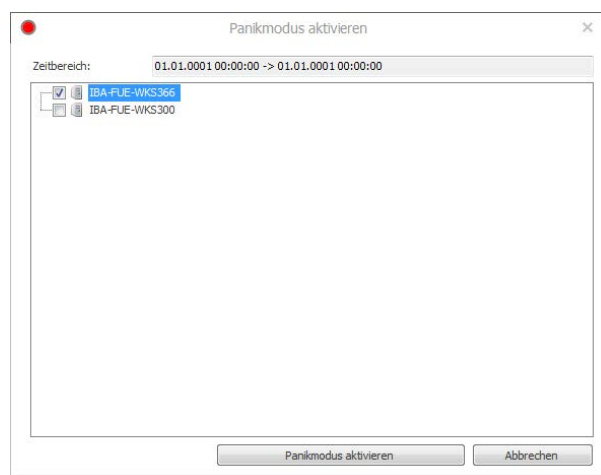 Panikmodus aktivieren
Zeitbereich: 01.01.0001 00:00:00 -> 01.01.0001 00:00:00
IBA-FUE-WKS366
IBA-FUE-WKS300
Panikmodus aktivieren Abbrechen